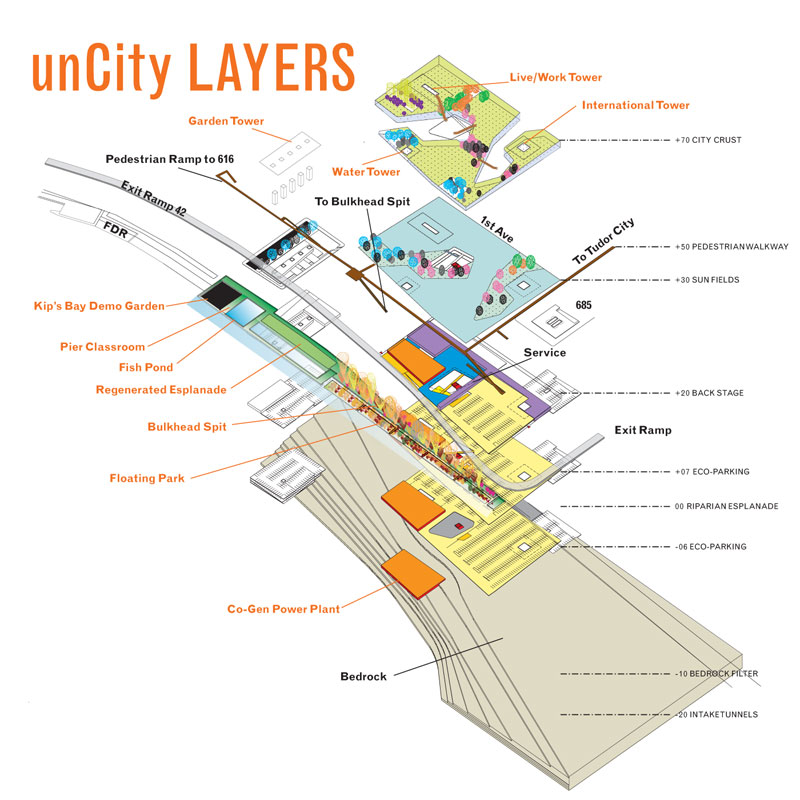 unCity LAYERS
Live/Work Tower
International Tower
Garden Tower
+70 CITY CRUST
Pedestrian Ramp to 616
Water Tower
Exit Ramp 42
To Bulkhead Spit
1st Ave
To Tudor City
FDR
+50 PEDESTRIAN WALKWAY
+30 SUN FIELDS
Kip's Bay Demo Garden
685
Pier Classroom
Service
Fish Pond
Regenerated Esplanade
+20 BACK STAGE
Bulkhead Spit
Exit Ramp
Floating Park
+07 ECO-PARKING
00 RIPARIAN ESPLANADE
-06 ECO-PARKING
Co-Gen Power Plant
Bedrock
-10 BEDROCK FILTER
-20 INTAKE TUNNELS